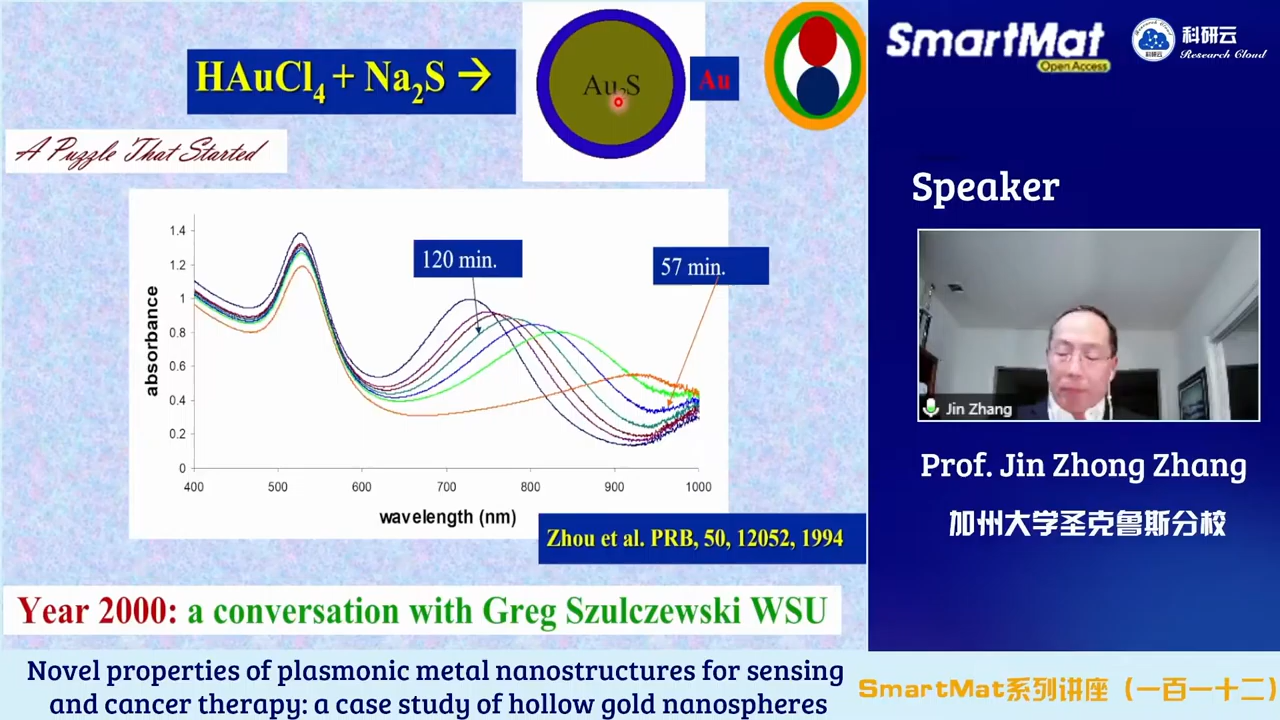 HAuCl₄ + Na₂S →
Au₂S
Au
A Puzzle That Started
1.4
1.2
1
0.8
0.6
0.4
0.2
0
absorbance
120 min.
57 min.
400 500 600 700 800 900 1000
wavelength (nm)
Zhou et al. PRB, 50, 12052, 1994
Year 2000: a conversation with Greg Szulczewski WSU
Novel properties of plasmonic metal nanostructures for sensing
and cancer therapy: a case study of hollow gold nanospheres
SmartMat
Open Access
科研云
Research Cloud
Speaker
Jin Zhang
Prof. Jin Zhong Zhang
加州大学圣克鲁斯分校
SmartMat系列讲座（一百一十二）